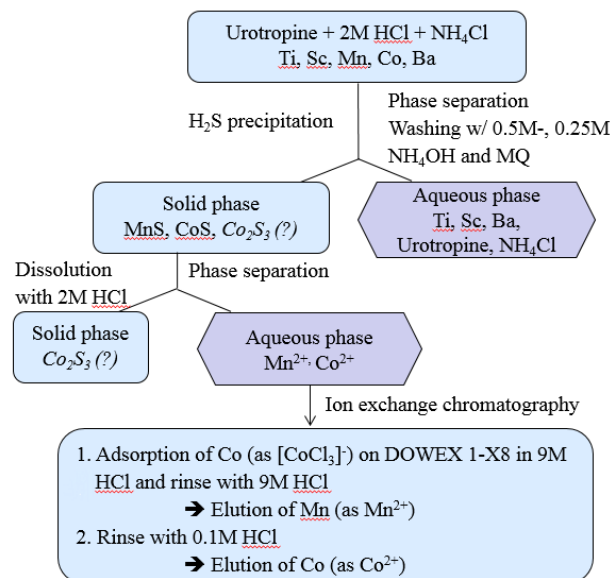 Urotropine + 2M HCl + NH₄Cl
Ti, Sc, Mn, Co, Ba
H₂S precipitation
Phase separation
Washing w/ 0.5M-, 0.25M
NH₄OH and MQ
Solid phase
MnS, CoS, Co₂S₃ (?)
Aqueous phase
Ti, Sc, Ba,
Urotropine, NH₄Cl
Dissolution
with 2M HCl
Phase separation
Solid phase
Co₂S₃ (?)
Aqueous phase
Mn²⁺, Co²⁺
Ion exchange chromatography
1. Adsorption of Co (as [CoCl₃]⁻) on DOWEX 1-X8 in 9M
HCl and rinse with 9M HCl
➔ Elution of Mn (as Mn²⁺)
2. Rinse with 0.1M HCl
➔ Elution of Co (as Co²⁺)